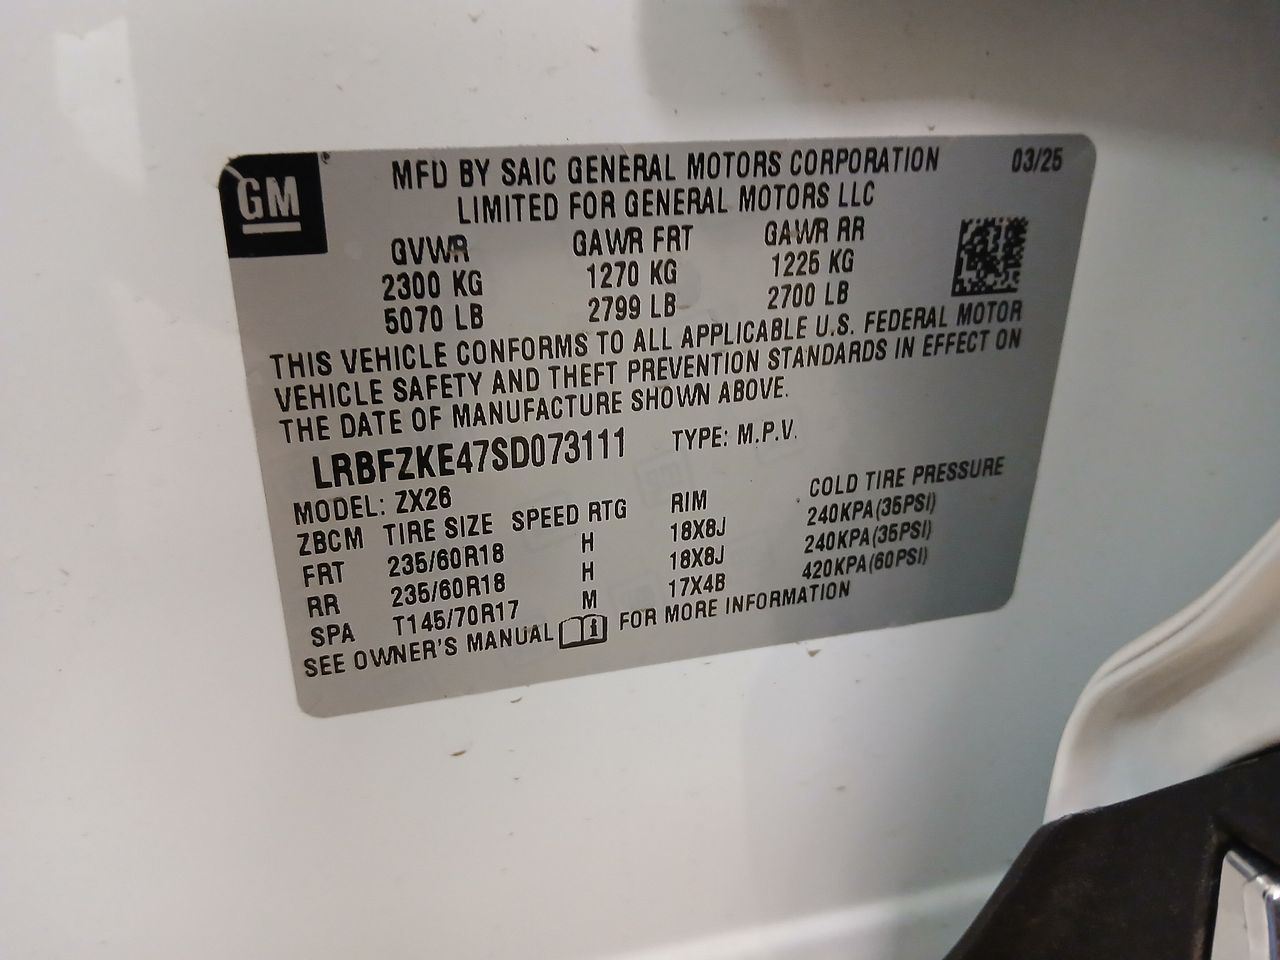 GM
MFD BY SAIC GENERAL MOTORS CORPORATION 03/25
LIMITED FOR GENERAL MOTORS LLC
GVWR GAWR FRT GAWR RR
2300 KG 1270 KG 1225 KG
5070 LB 2799 LB 2700 LB
THIS VEHICLE CONFORMS TO ALL APPLICABLE U.S. FEDERAL MOTOR
VEHICLE SAFETY AND THEFT PREVENTION STANDARDS IN EFFECT ON
THE DATE OF MANUFACTURE SHOWN ABOVE.
LRBFZKE47SD073111 TYPE: M.P.V.
MODEL: ZX26
ZBCM TIRE SIZE SPEED RTG RIM COLD TIRE PRESSURE
FRT 235/60R18 H 18X8J 240KPA(35PSI)
RR 235/60R18 H 18X8J 240KPA(35PSI)
SPA T145/70R17 M 17X4B 420KPA(60PSI)
SEE OWNER'S MANUAL i FOR MORE INFORMATION